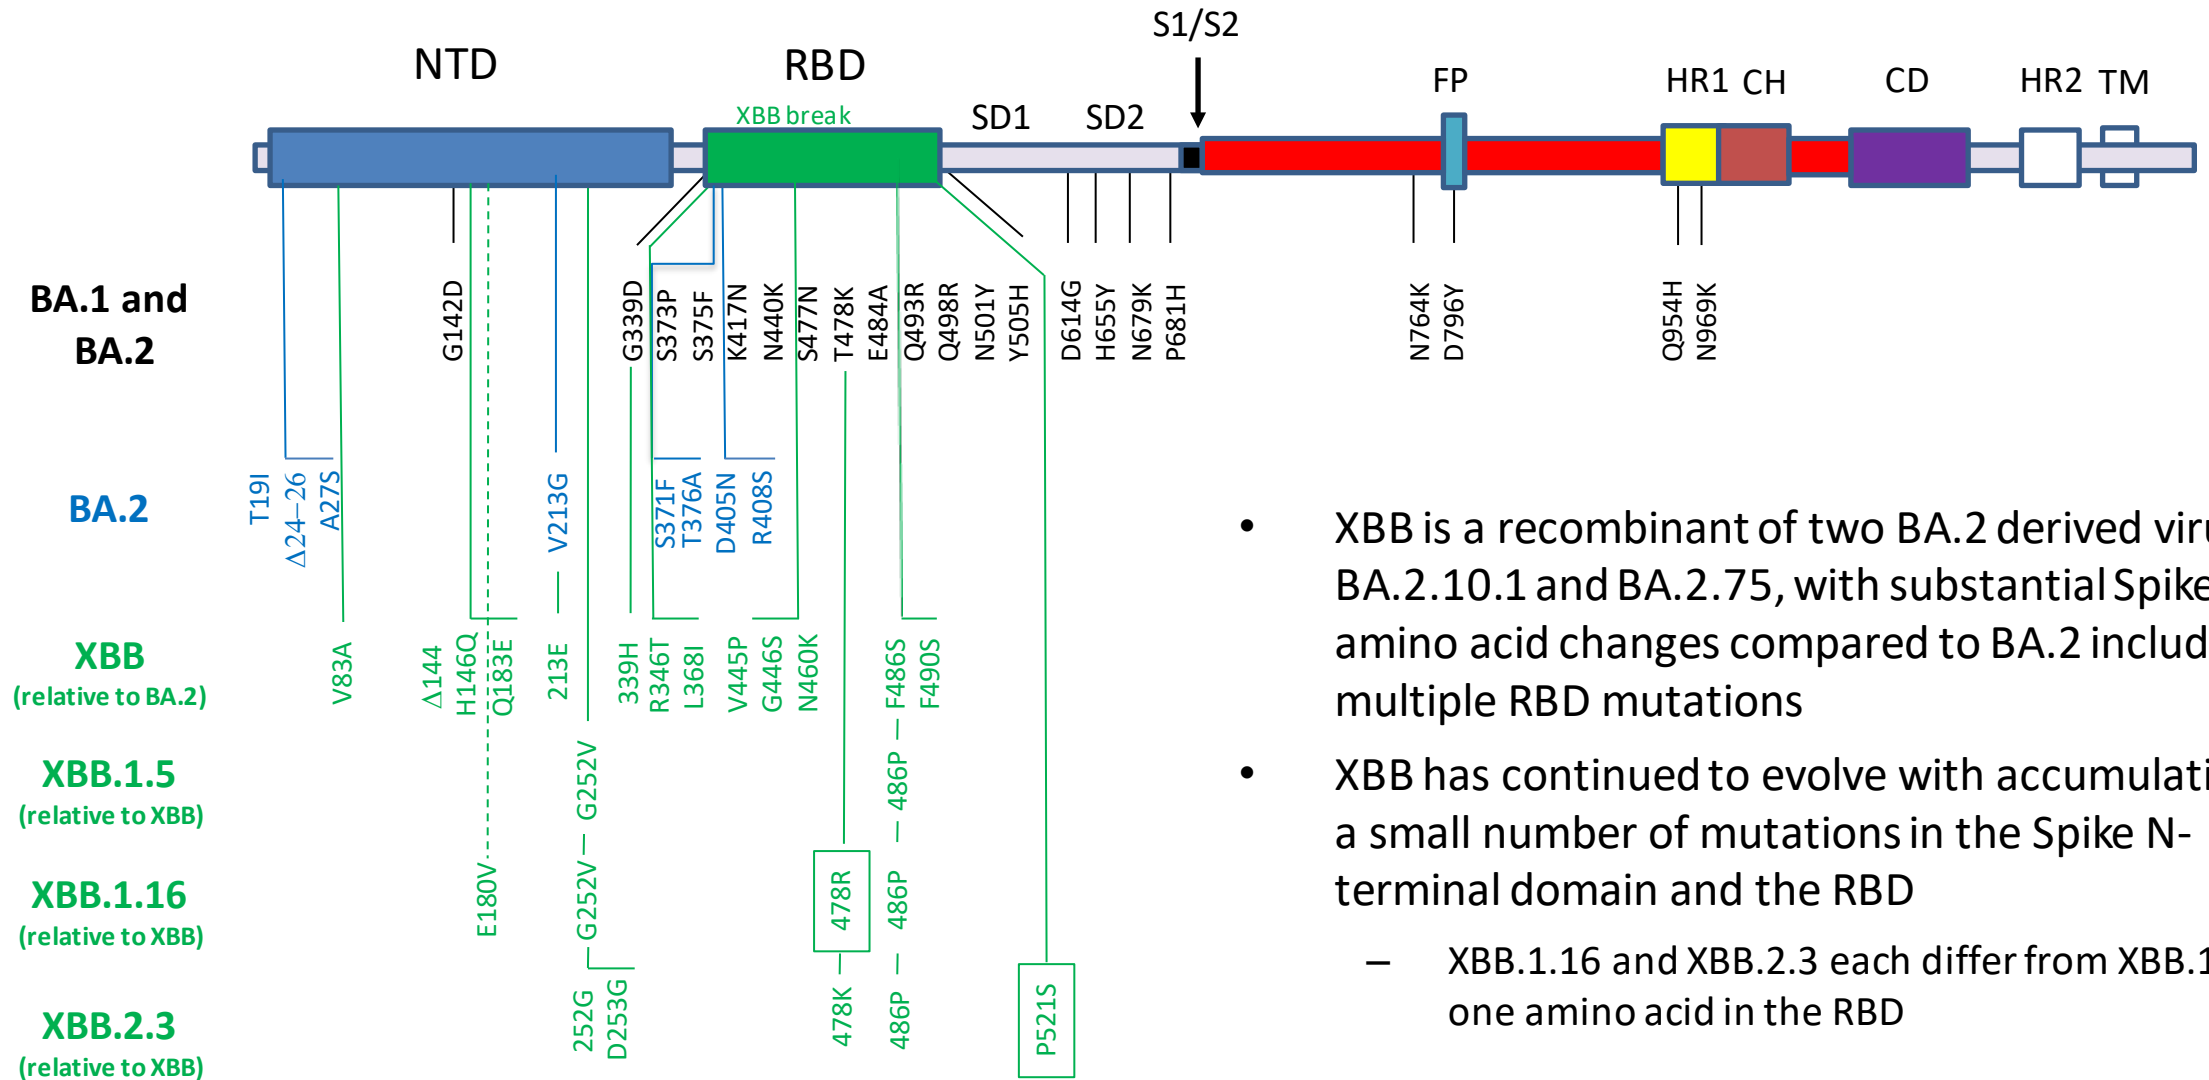 S1/S2
NTD
RBD
FP
HR1 CH
CD
HR2 TM
XBB break
SD1
SD2
BA.1 and
BA.2
G142D
G339D
S373P
S375F
K417N
N440K
S477N
T478K
E484A
Q493R
Q498R
N501Y
Y505H
D614G
H655Y
N679K
P681H
N764K
D796Y
Q954H
N969K
BA.2
T19I
Δ24–26
A27S
V213G
S371F
T376A
D405N
R408S
XBB
(relative to BA.2)
V83A
Δ144
H146Q
Q183E
213E
339H
R346T
L368I
V445P
G446S
N460K
F486S
F490S
XBB.1.5
(relative to XBB)
G252V
486P
XBB.1.16
(relative to XBB)
E180V
G252V
478R
486P
XBB.2.3
(relative to XBB)
252G
D253G
478K
486P
P521S
• XBB is a recombinant of two BA.2 derived
BA.2.10.1 and BA.2.75, with substantial Spike
amino acid changes compared to BA.2
multiple RBD mutations
• XBB has continued to evolve with
a small number of mutations in the Spike N-
terminal domain and the RBD
– XBB.1.16 and XBB.2.3 each differ from
one amino acid in the RBD